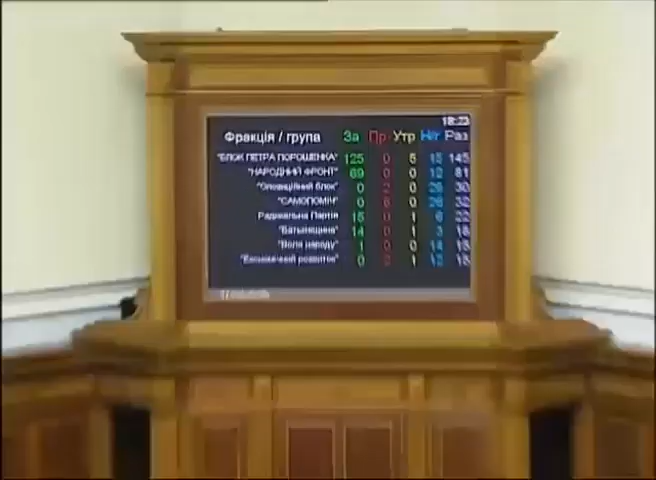 18:23
Фракція / група За Пр Утр Н/г Раз
"БЛОК ПЕТРА ПОРОШЕНКА" 125 0 5 15 145
"НАРОДНИЙ ФРОНТ" 69 0 0 12 81
"Опозиційний блок" 0 2 0 28 30
"САМОПОМІЧ" 0 6 0 26 32
Радикальна Партія 15 0 1 6 22
"Батьківщина" 14 0 1 3 18
"Воля народу" 1 0 0 14 15
"Економічний розвиток" 0 2 1 12 15